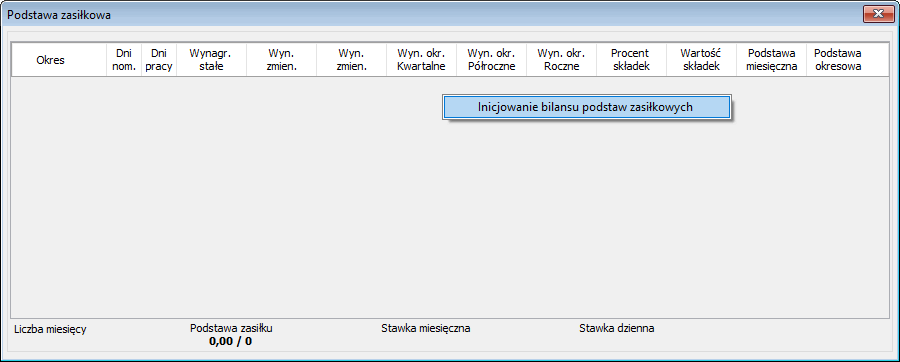 Podstawa zasiłkowa
Okres Dni nom. Dni pracy Wynagr. stałe Wyn. zmien. Wyn. zmien. Wyn. okr. Kwartalne Wyn. okr. Półroczne Wyn. okr. Roczne Procent składek Wartość składek Podstawa miesięczna Podstawa okresowa
Inicjowanie bilansu podstaw zasiłkowych
Liczba miesięcy Podstawa zasiłku Stawka miesięczna Stawka dzienna
0,00 / 0